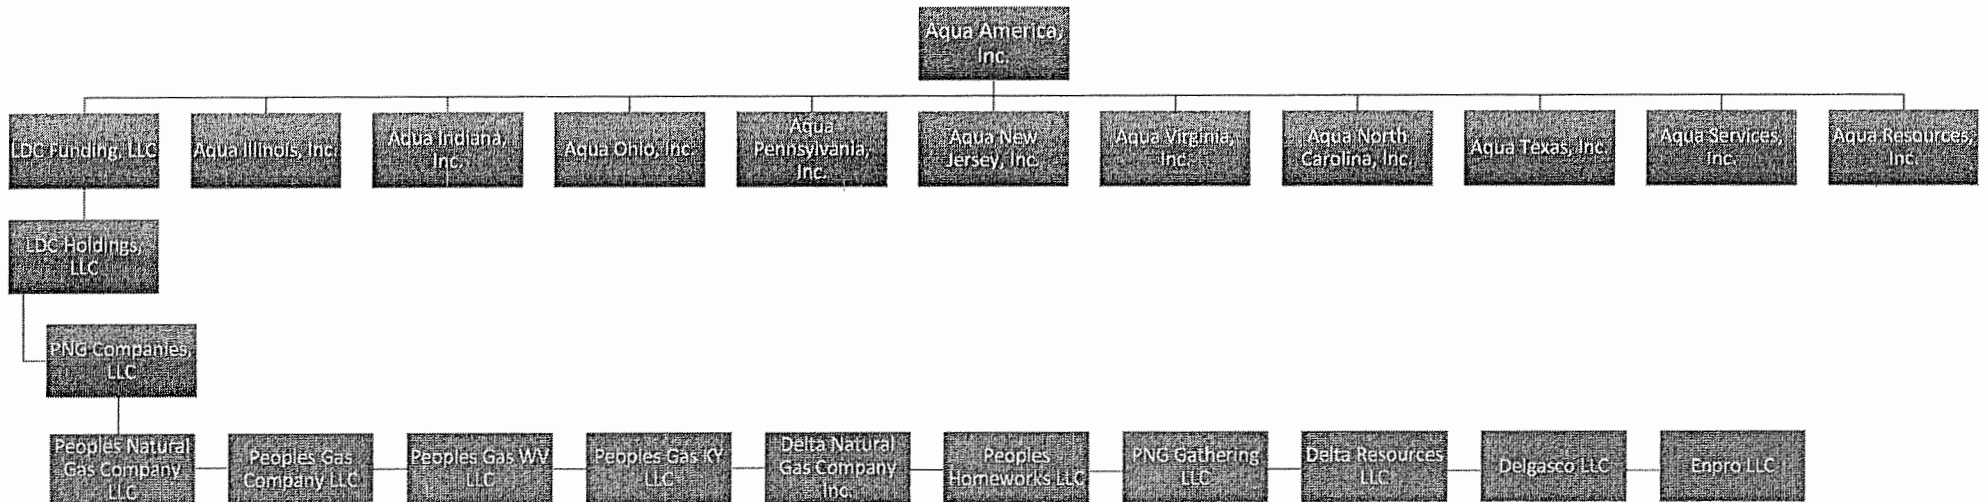 Aqua America,
Inc.
LDC Funding, LLC
Aqua Illinois, Inc.
Aqua Indiana,
Inc.
Aqua Ohio, Inc.
Aqua
Pennsylvania,
Inc.
Aqua New
Jersey, Inc.
Aqua Virginia,
Inc.
Aqua North
Carolina, Inc.
Aqua Texas, Inc.
Aqua Services,
Inc.
Aqua Resources,
Inc.
LDC Holdings,
LLC
PNG Companies,
LLC
Peoples Natural
Gas Company
LLC
Peoples Gas
Company LLC
Peoples Gas WV
LLC
Peoples Gas KY
LLC
Delta Natural
Gas Company
Inc.
Peoples
Homeworks LLC
PNG Gathering
LLC
Delta Resources
LLC
Delgasco LLC
Enpro LLC